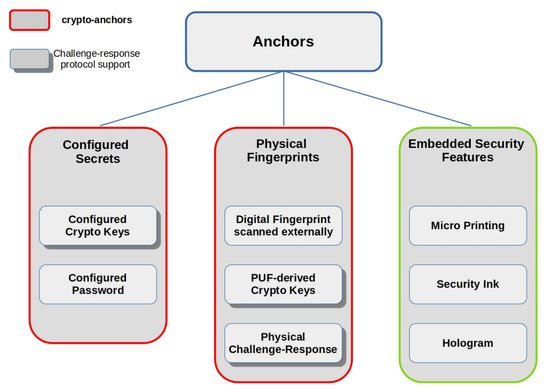 crypto-anchors
Challenge-response
protocol support
Anchors
Configured
Secrets
Configured
Crypto Keys
Configured
Password
Physical
Fingerprints
Digital Fingerprint
scanned externally
PUF-derived
Crypto Keys
Physical
Challenge-Response
Embedded Security
Features
Micro Printing
Security Ink
Hologram